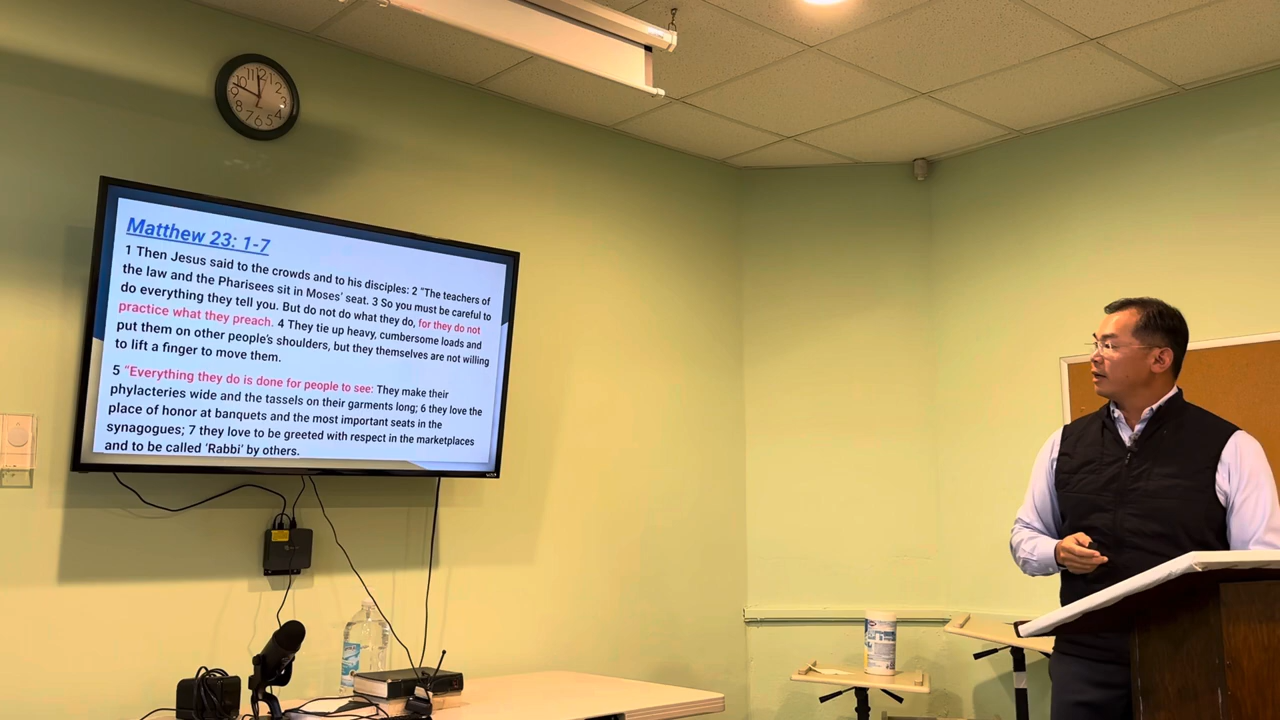 Matthew 23: 1-7
1 Then Jesus said to the crowds and to his disciples: 2 “The teachers of
the law and the Pharisees sit in Moses’ seat. 3 So you must be careful to
do everything they tell you. But do not do what they do, for they do not
practice what they preach. 4 They tie up heavy, cumbersome loads and
put them on other people’s shoulders, but they themselves are not willing
to lift a finger to move them.
5 “Everything they do is done for people to see: They make their
phylacteries wide and the tassels on their garments long; 6 they love the
place of honor at banquets and the most important seats in the
synagogues; 7 they love to be greeted with respect in the marketplaces
and to be called ‘Rabbi’ by others.